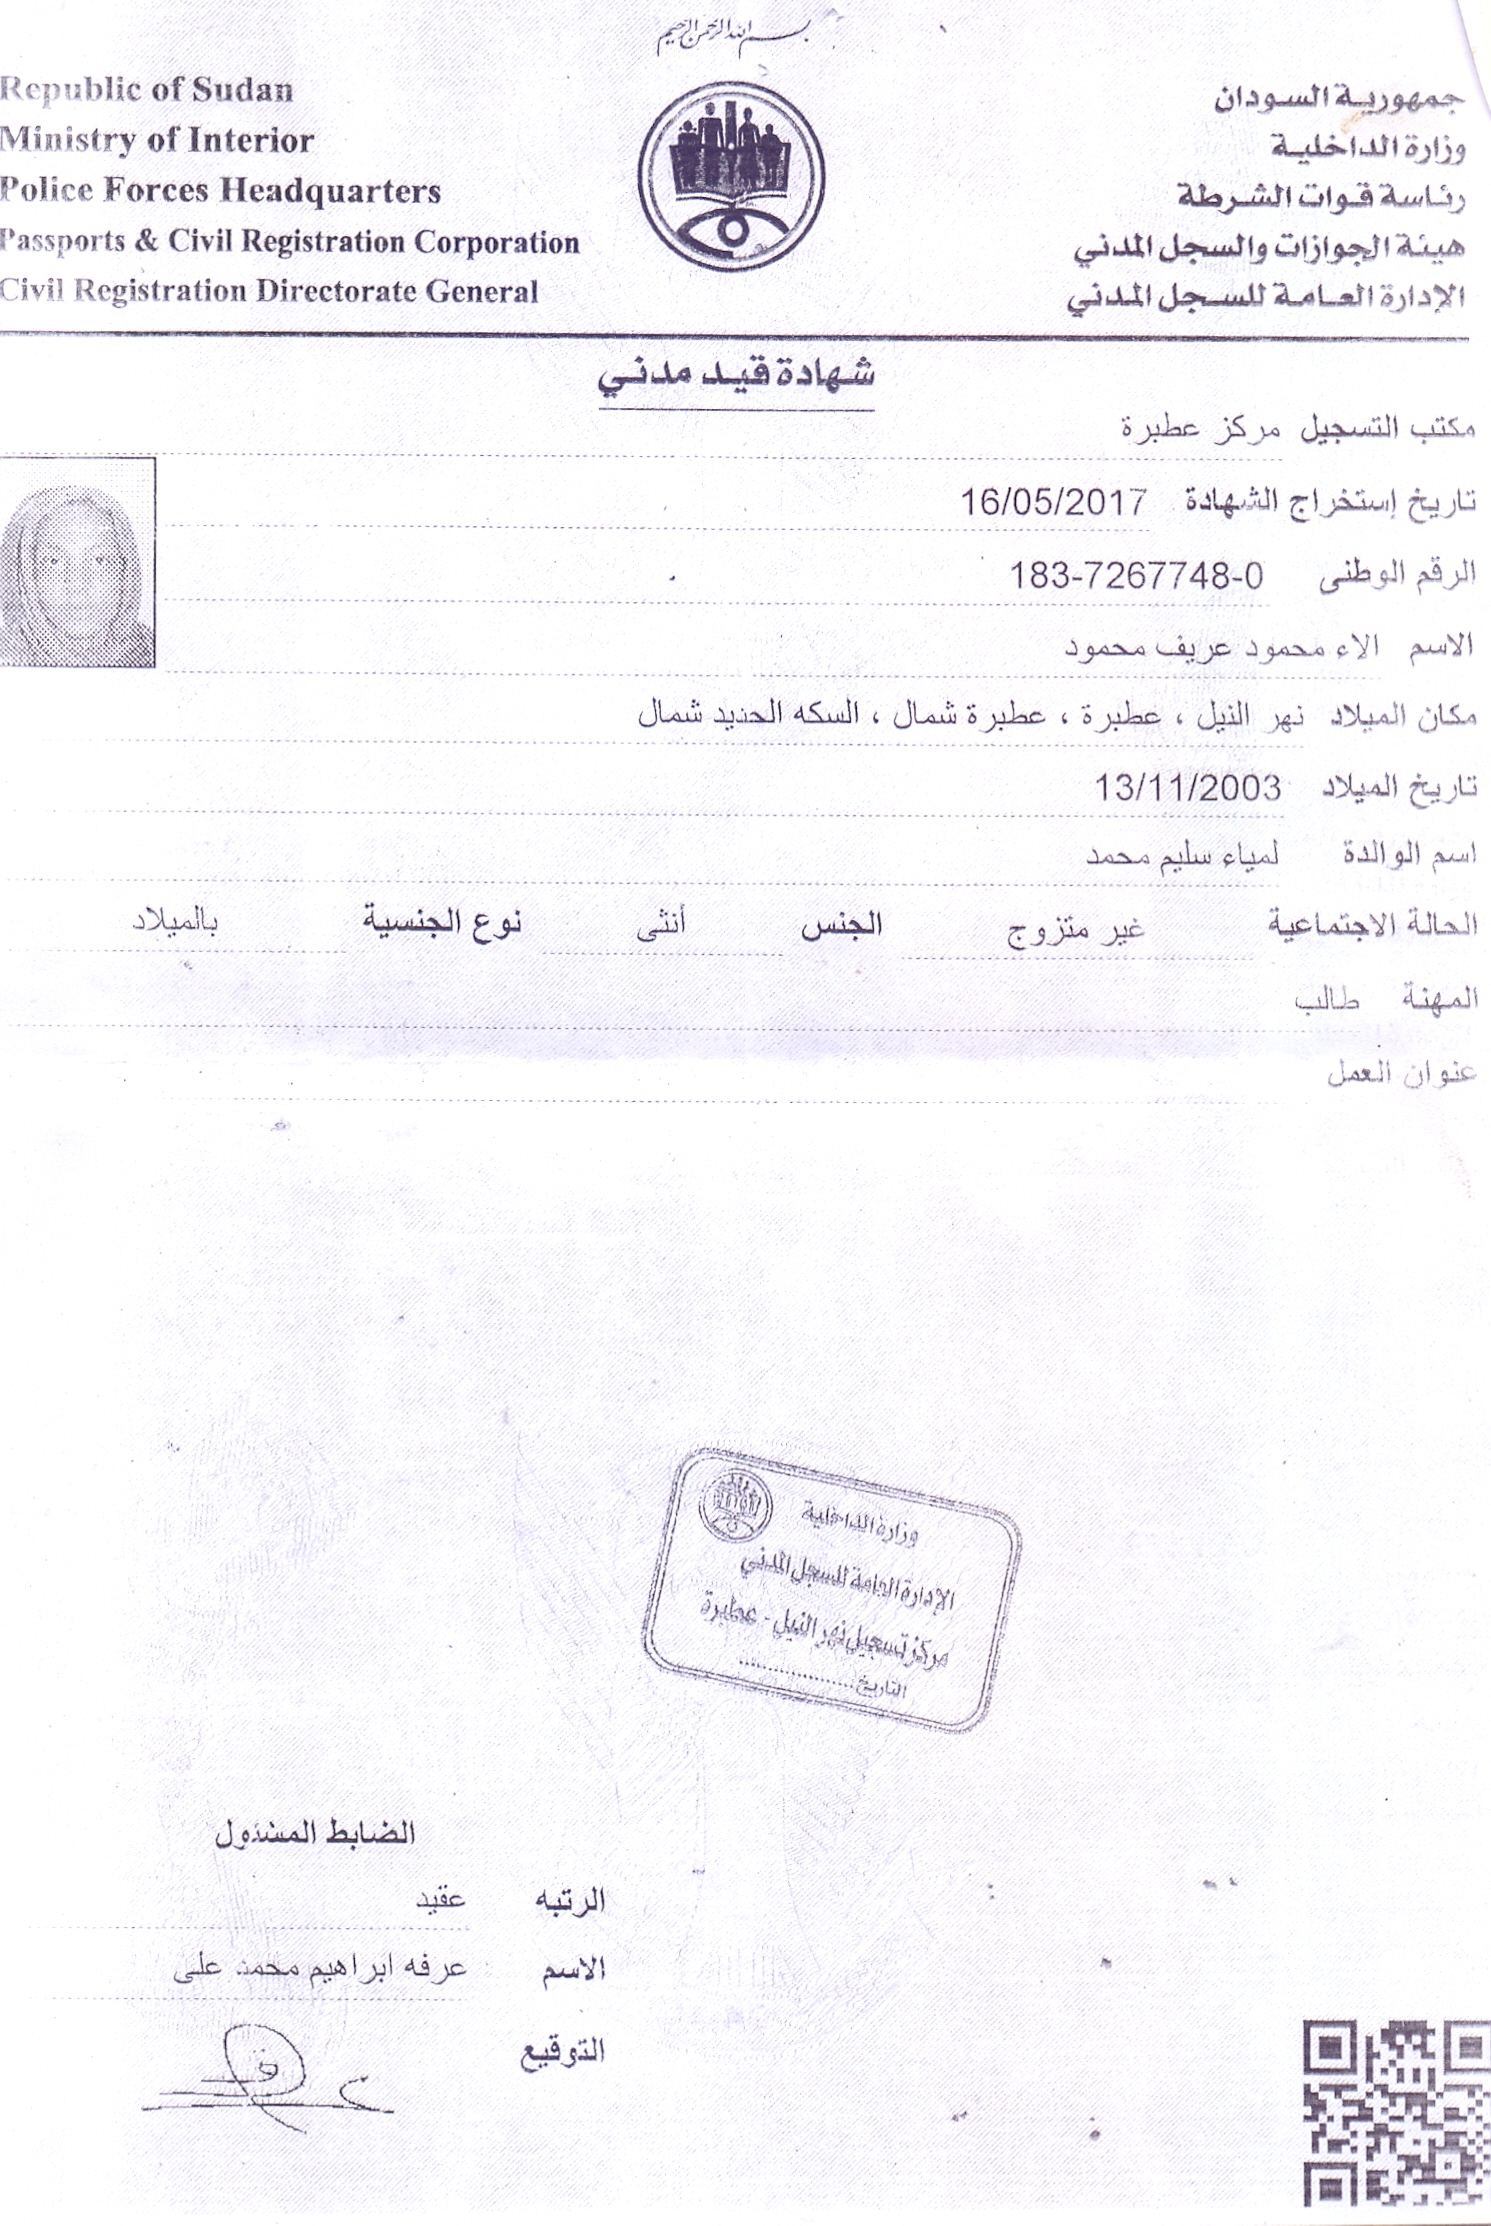 بسم الله الرحمن الرحيم
Republic of Sudan
Ministry of Interior
Police Forces Headquarters
Passports & Civil Registration Corporation
Civil Registration Directorate General
جمهورية السودان
وزارة الداخلية
رئاسة قوات الشرطة
هيئة الجوازات والسجل المدني
الإدارة العامة للسجل المدني
شهادة قيد مدني
مكتب التسجيل مركز عطبرة
تاريخ إستخراج الشهادة 16/05/2017
الرقم الوطنى 183-7267748-0
الاسم الاء محمود عريف محمود
مكان الميلاد نهر النيل ، عطبرة ، عطبرة شمال ، السكه الحديد شمال
تاريخ الميلاد 13/11/2003
اسم الوالدة لمياء سليم محمد
الحالة الاجتماعية غير متزوج الجنس أنثى نوع الجنسية بالميلاد
المهنة طالب
عنوان العمل
وزارة الداخلية
الإدارة العامة للسجل المدني
مركز تسجيل نهر النيل - عطبرة
التاريخ ....................
الضابط المسئول
الرتبه عقيد
الاسم عرفه ابراهيم محمد على
التوقيع